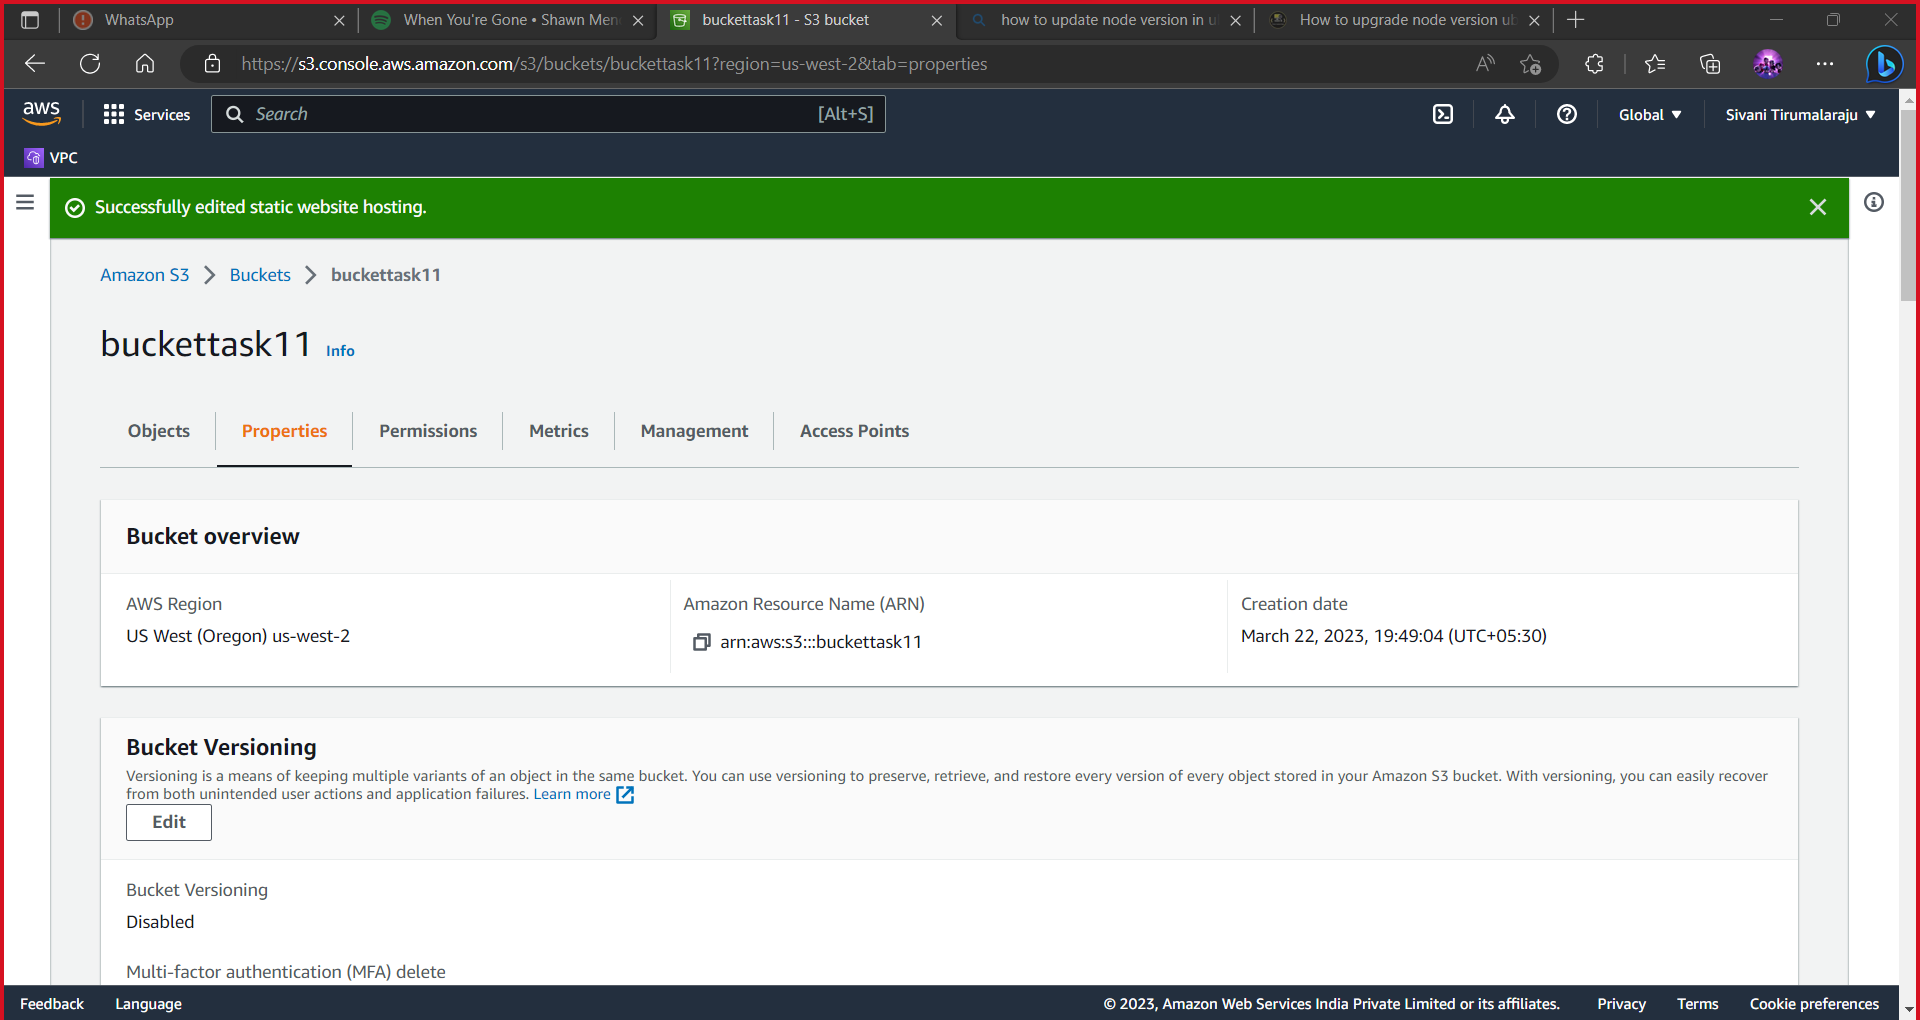 WhatsApp
When You're Gone • Shawn Men
buckettask11 - S3 bucket
how to update node version in u
How to upgrade node version ub
https://s3.console.aws.amazon.com/s3/buckets/buckettask11?region=us-west-2&tab=properties
aws
Services
Search
[Alt+S]
Global
Sivani Tirumalaraju
VPC
Successfully edited static website hosting.
Amazon S3
Buckets
buckettask11
buckettask11 Info
Objects
Properties
Permissions
Metrics
Management
Access Points
Bucket overview
AWS Region
US West (Oregon) us-west-2
Amazon Resource Name (ARN)
arn:aws:s3:::buckettask11
Creation date
March 22, 2023, 19:49:04 (UTC+05:30)
Bucket Versioning
Versioning is a means of keeping multiple variants of an object in the same bucket. You can use versioning to preserve, retrieve, and restore every version of every object stored in your Amazon S3 bucket. With versioning, you can easily recover
from both unintended user actions and application failures. Learn more
Edit
Bucket Versioning
Disabled
Multi-factor authentication (MFA) delete
Feedback
Language
© 2023, Amazon Web Services India Private Limited or its affiliates.
Privacy
Terms
Cookie preferences